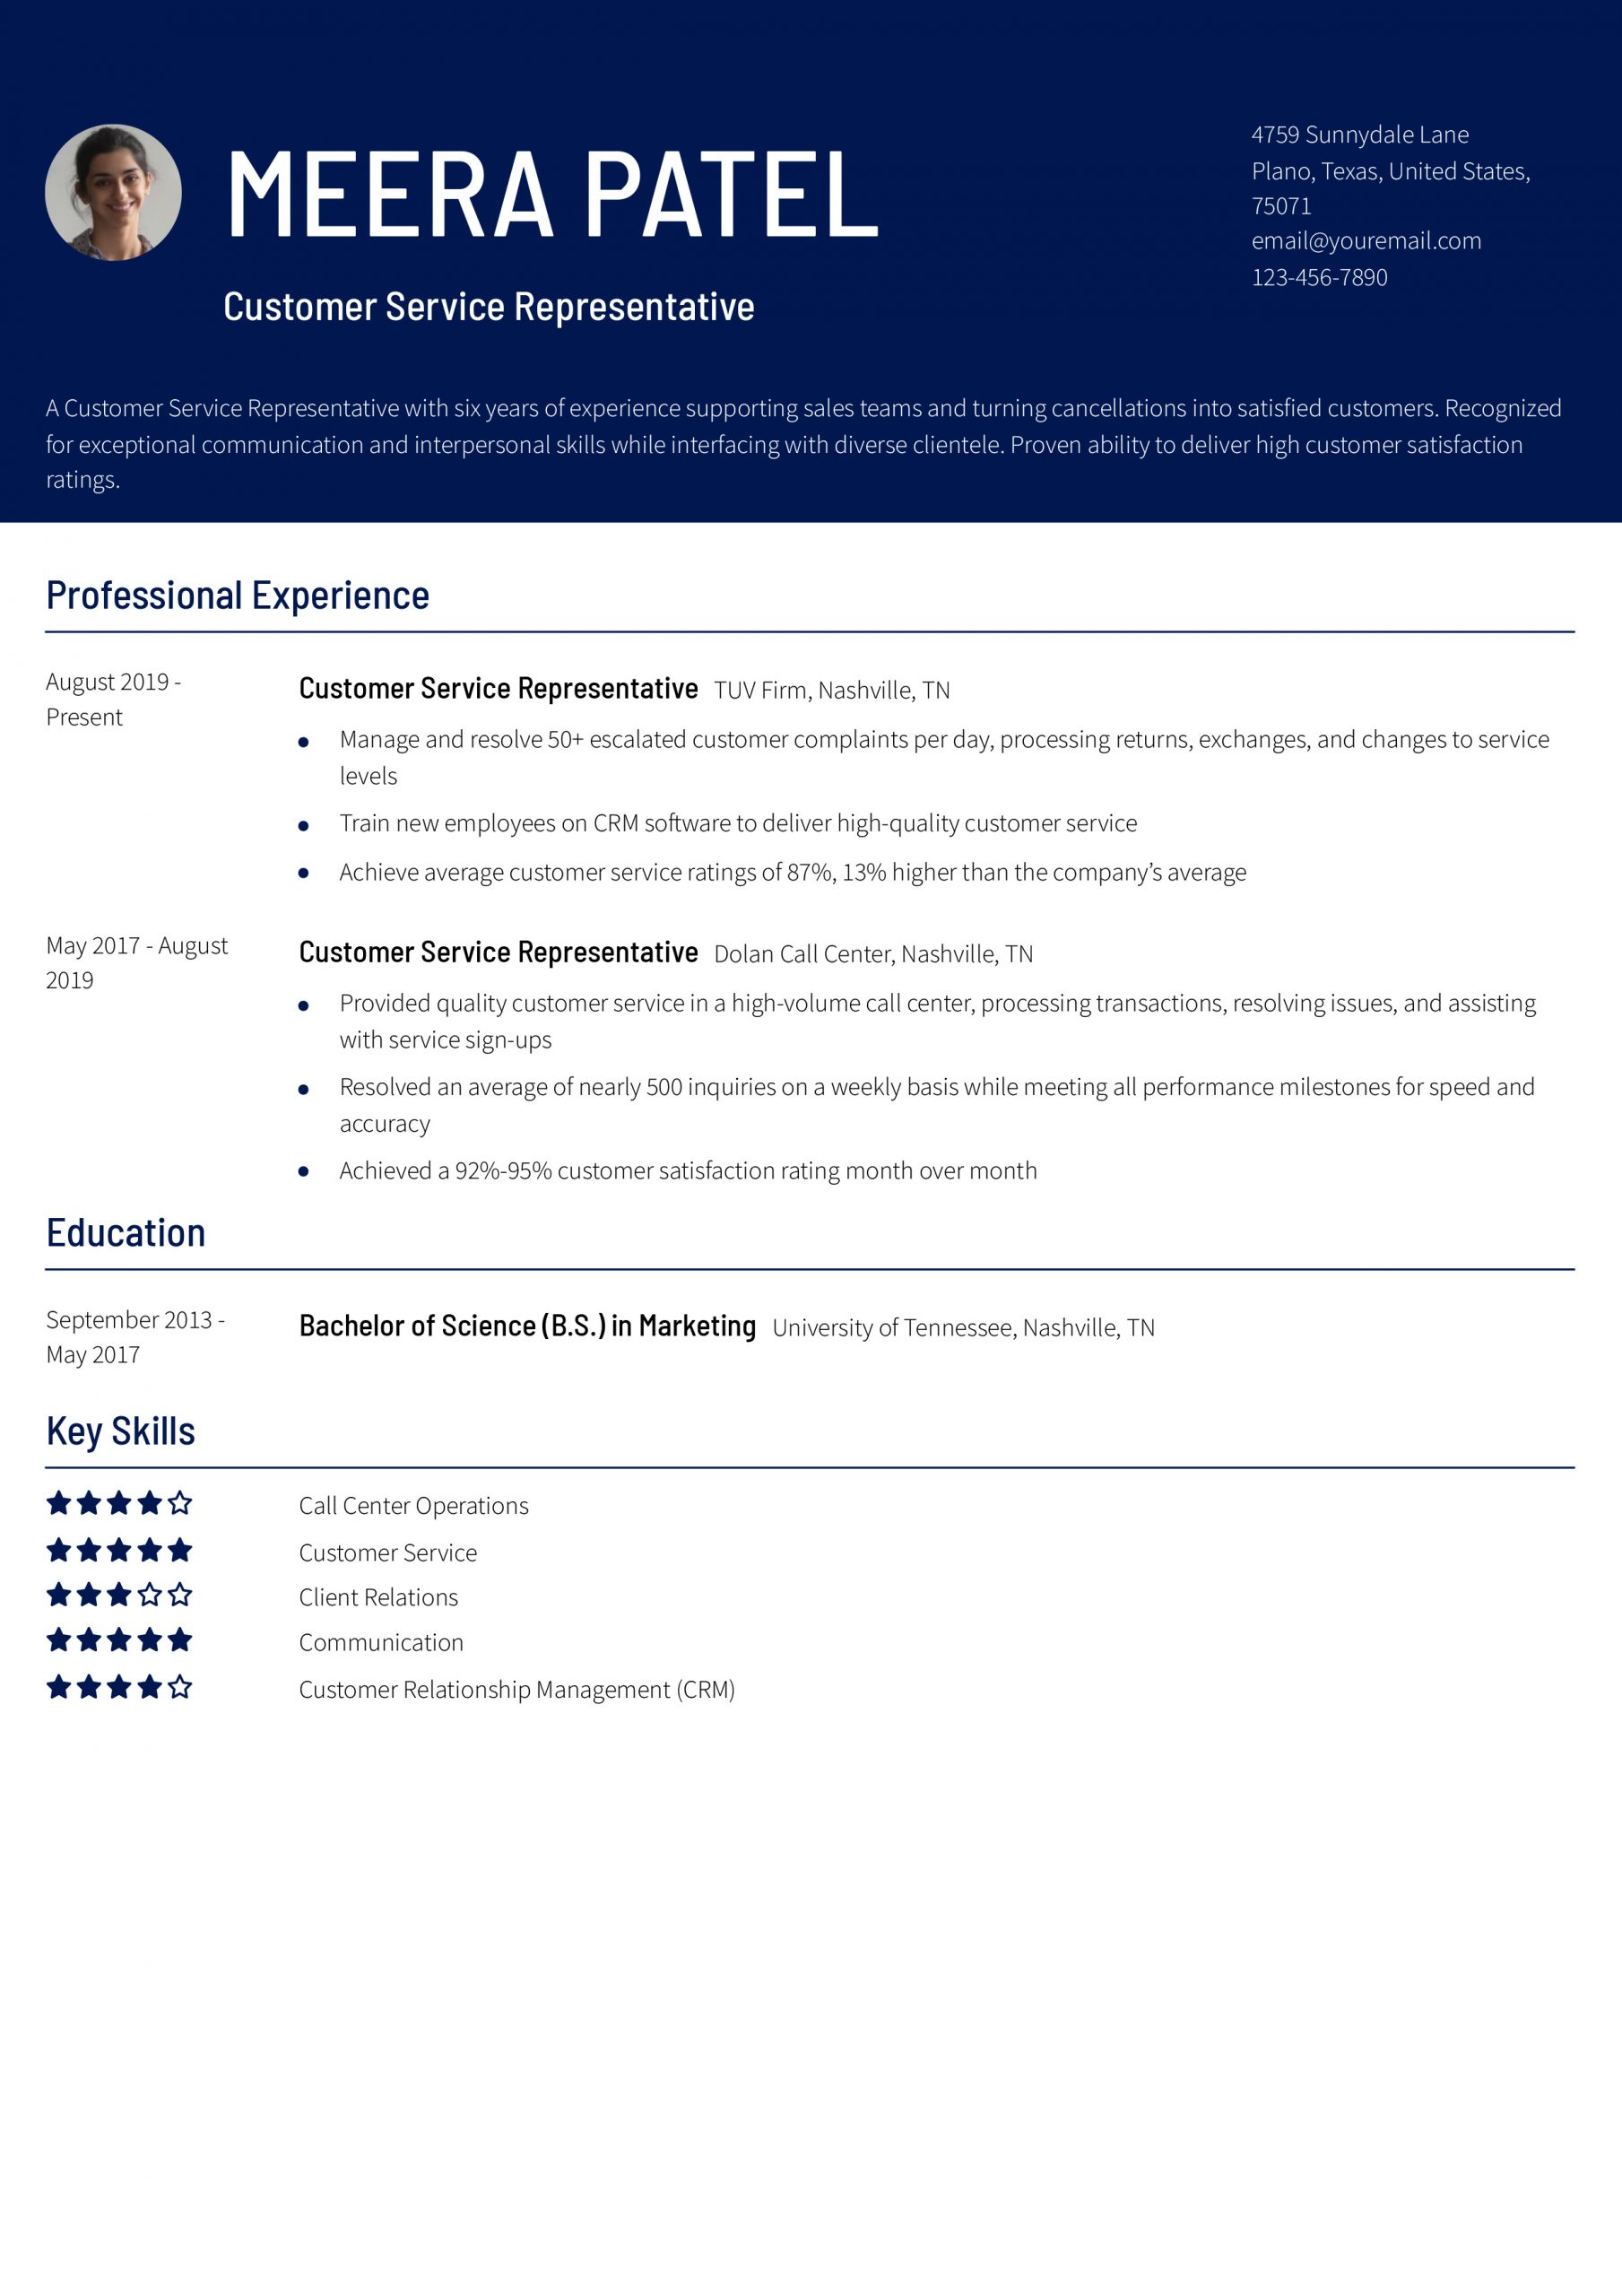 MEERA PATEL
Customer Service Representative
4759 Sunnydale Lane
Plano, Texas, United States,
75071
email@youremail.com
123-456-7890
A Customer Service Representative with six years of experience supporting sales teams and turning cancellations into satisfied customers. Recognized
for exceptional communication and interpersonal skills while interfacing with diverse clientele. Proven ability to deliver high customer satisfaction
ratings.
Professional Experience
August 2019 -
Present
Customer Service Representative TUV Firm, Nashville, TN
● Manage and resolve 50+ escalated customer complaints per day, processing returns, exchanges, and changes to service
levels
● Train new employees on CRM software to deliver high-quality customer service
● Achieve average customer service ratings of 87%, 13% higher than the company’s average
May 2017 - August
2019
Customer Service Representative Dolan Call Center, Nashville, TN
● Provided quality customer service in a high-volume call center, processing transactions, resolving issues, and assisting
with service sign-ups
● Resolved an average of nearly 500 inquiries on a weekly basis while meeting all performance milestones for speed and
accuracy
● Achieved a 92%-95% customer satisfaction rating month over month
Education
September 2013 -
May 2017
Bachelor of Science (B.S.) in Marketing University of Tennessee, Nashville, TN
Key Skills
★★★★☆ Call Center Operations
★★★★★ Customer Service
★★★☆☆ Client Relations
★★★★★ Communication
★★★★☆ Customer Relationship Management (CRM)